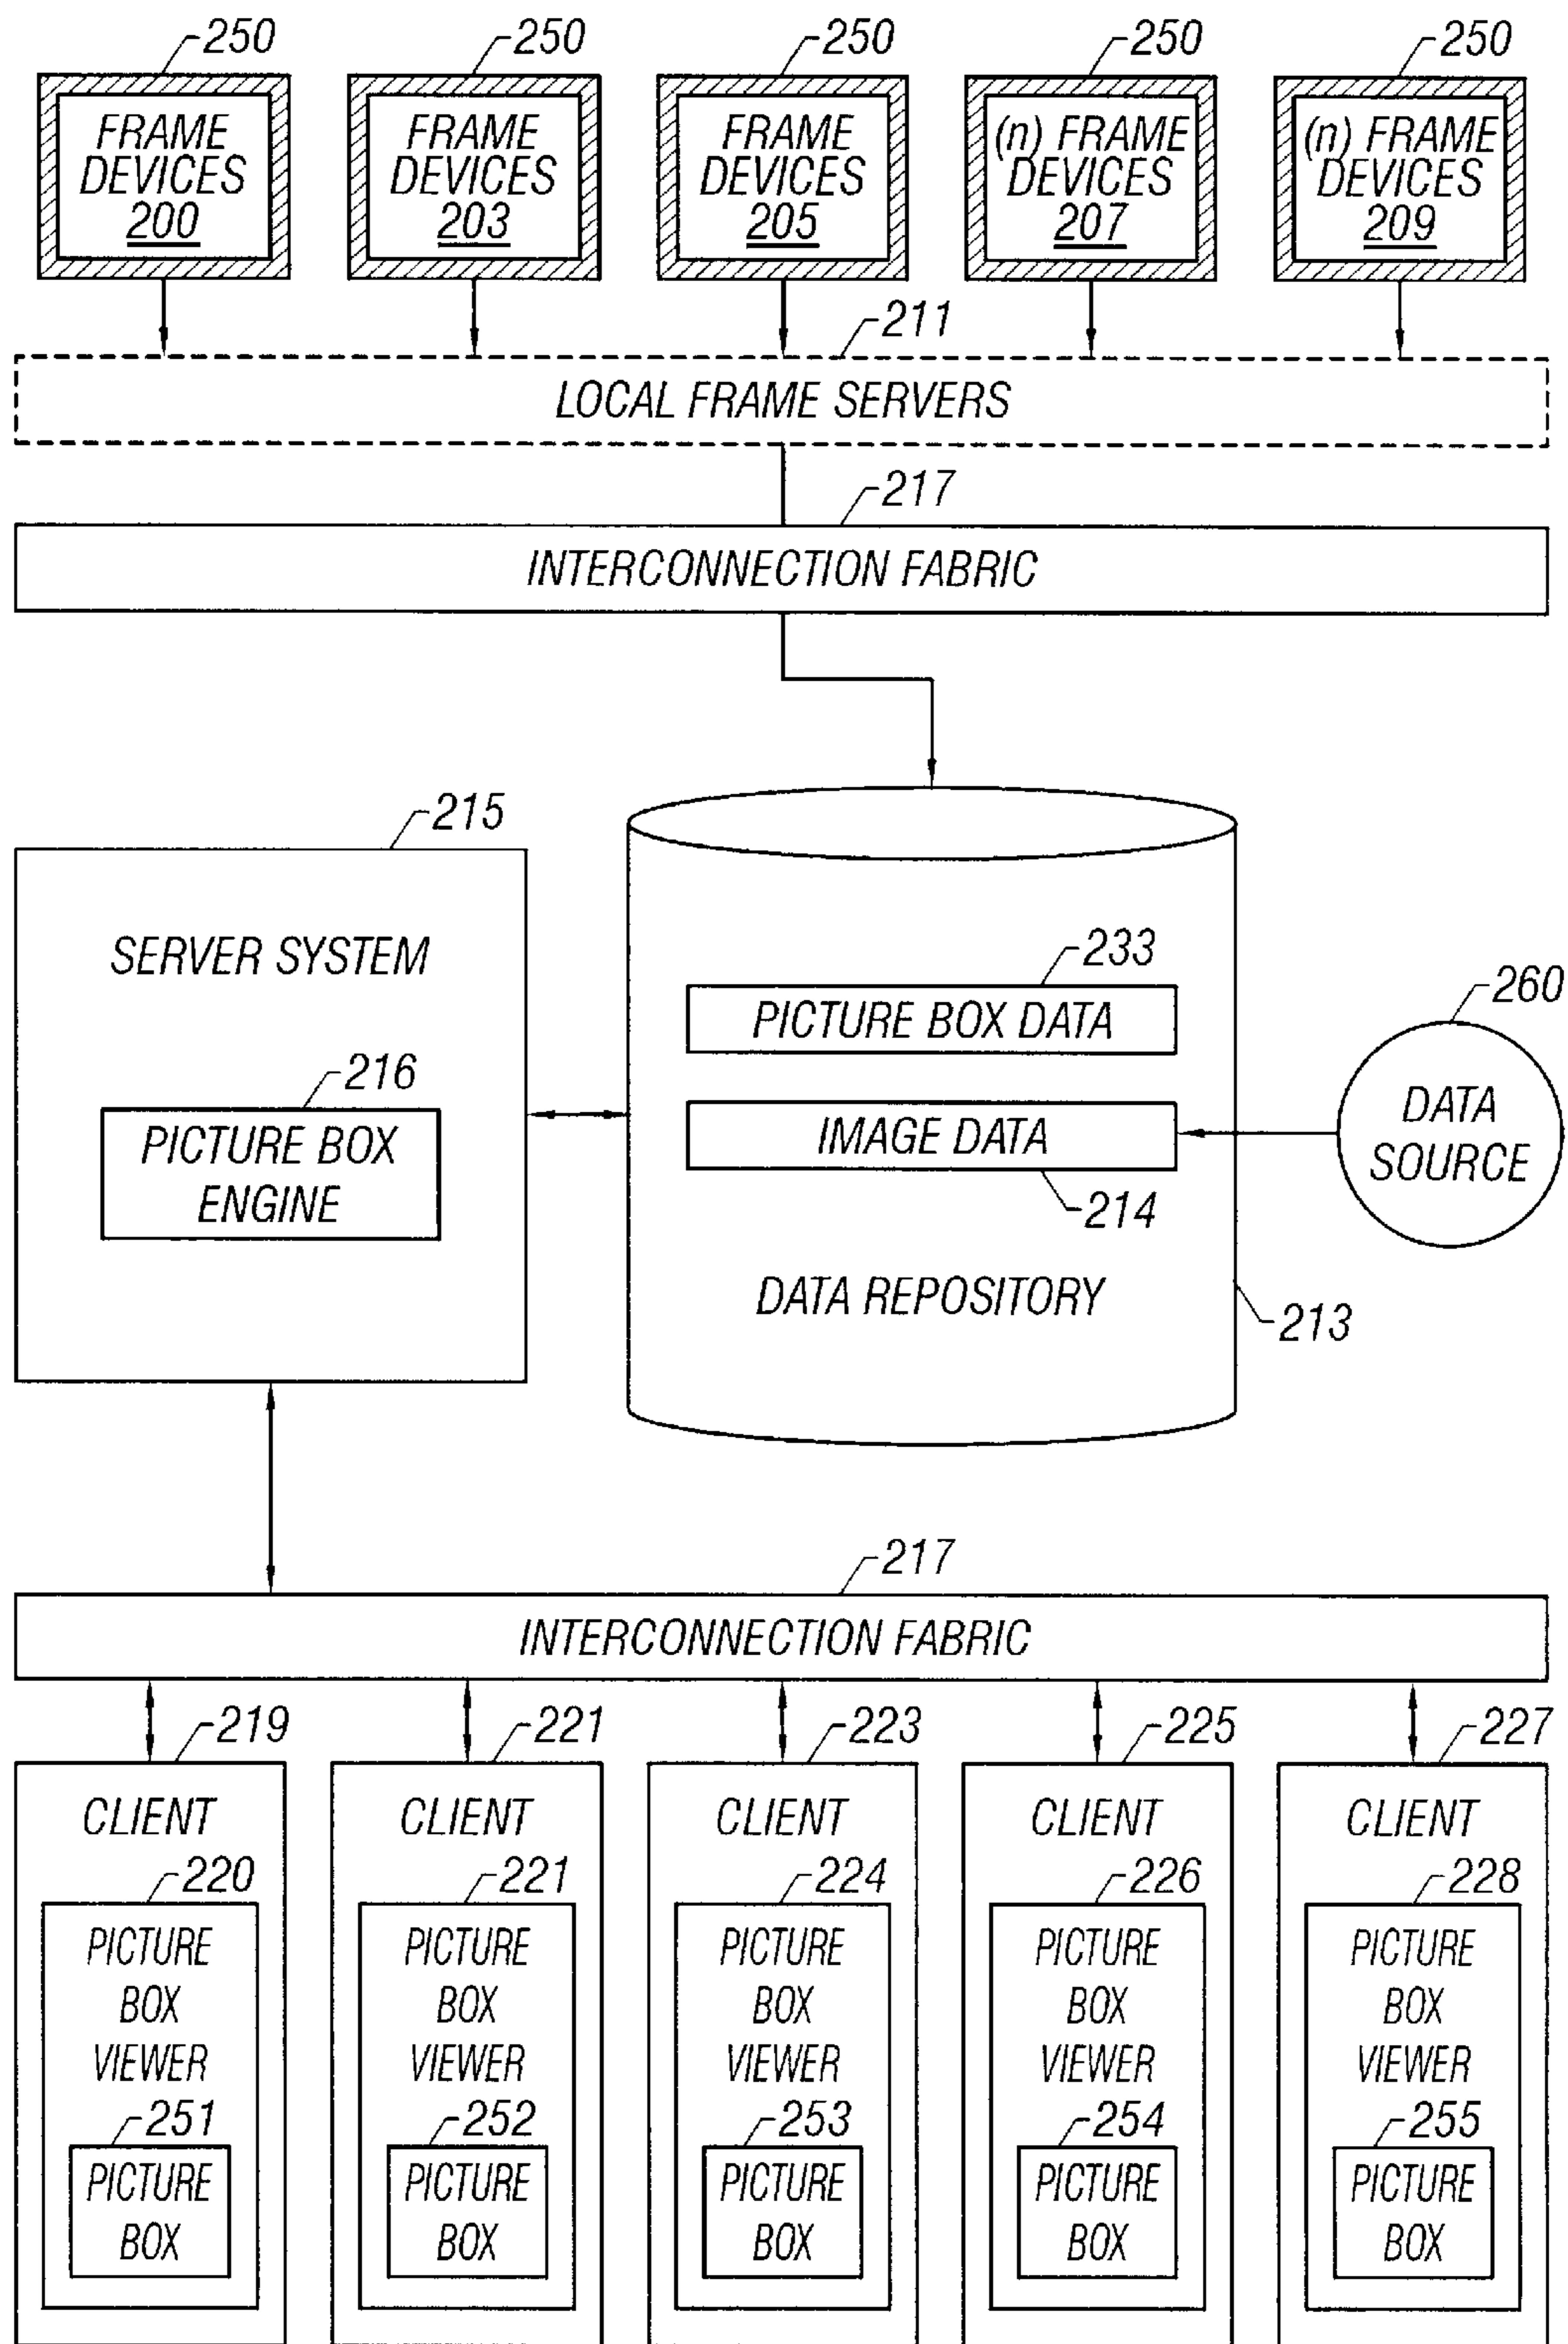 250 250 250 250 250
FRAME FRAME FRAME (n) FRAME (n) FRAME
DEVICES DEVICES DEVICES DEVICES DEVICES
200 203 205 207 209
211
LOCAL FRAME SERVERS
217
INTERCONNECTION FABRIC
215
SERVER SYSTEM
216
PICTURE BOX
ENGINE
233
PICTURE BOX DATA
IMAGE DATA
214
DATA REPOSITORY
213
260
DATA
SOURCE
217
INTERCONNECTION FABRIC
219 221 223 225 227
CLIENT CLIENT CLIENT CLIENT CLIENT
220 221 224 226 228
PICTURE PICTURE PICTURE PICTURE PICTURE
BOX BOX BOX BOX BOX
VIEWER VIEWER VIEWER VIEWER VIEWER
251 252 253 254 255
PICTURE PICTURE PICTURE PICTURE PICTURE
BOX BOX BOX BOX BOX